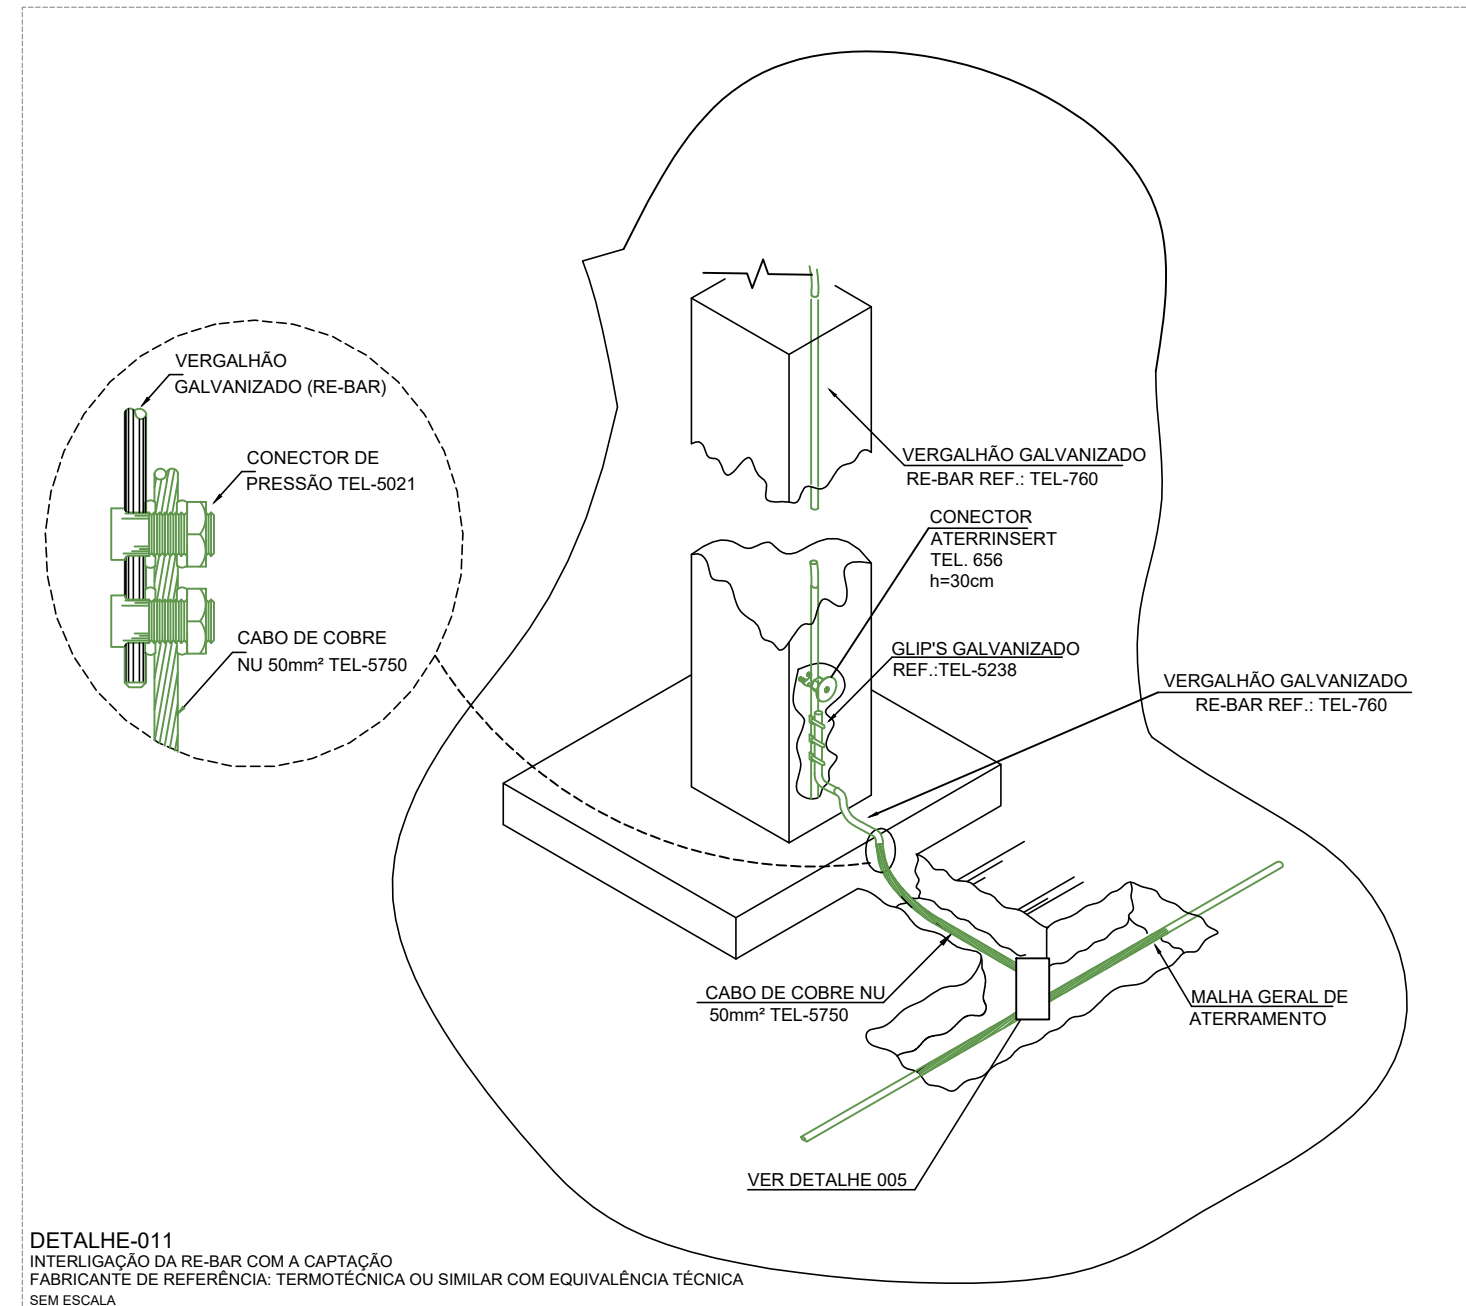 VERGALHÃO
GALVANIZADO (RE-BAR)
CONECTOR DE
PRESSÃO TEL-5021
CABO DE COBRE
NU 50mm² TEL-5750
VERGALHÃO GALVANIZADO
RE-BAR REF.: TEL-760
CONECTOR
ATERRINSERT
TEL. 656
h=30cm
GLIP'S GALVANIZADO
REF.:TEL-5238
VERGALHÃO GALVANIZADO
RE-BAR REF.: TEL-760
CABO DE COBRE NU
50mm² TEL-5750
MALHA GERAL DE
ATERRAMENTO
VER DETALHE 005
DETALHE-011
INTERLIGAÇÃO DA RE-BAR COM A CAPTAÇÃO
FABRICANTE DE REFERÊNCIA: TERMOTÉCNICA OU SIMILAR COM EQUIVALÊNCIA TÉCNICA
SEM ESCALA